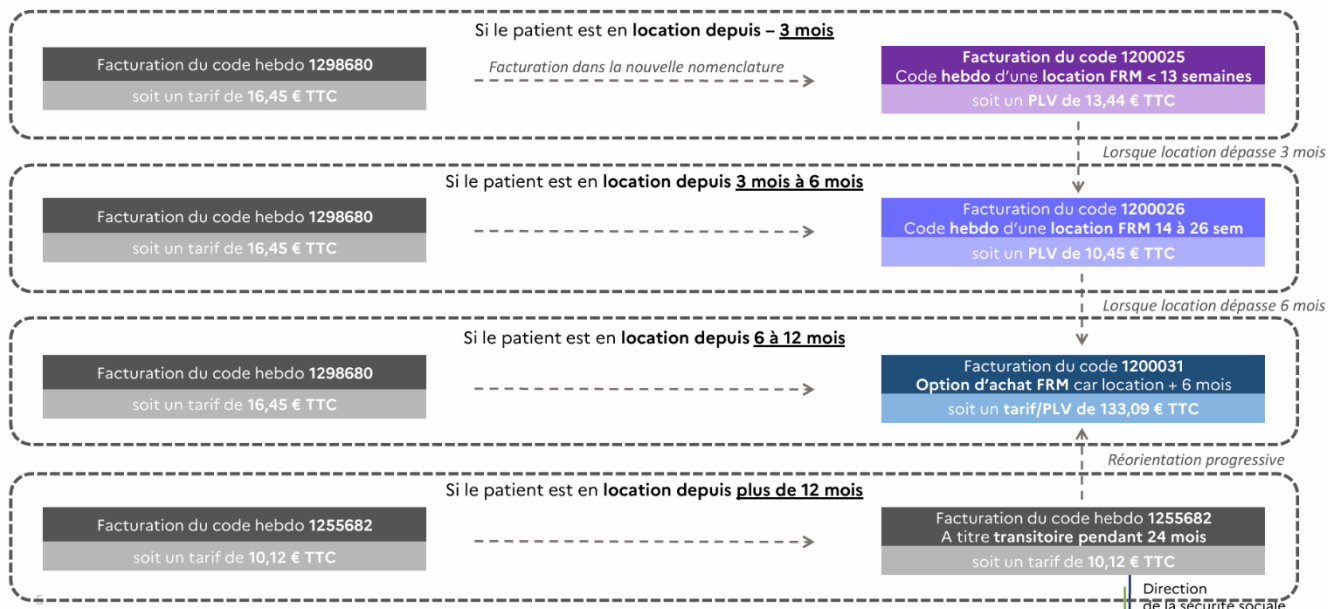 Si le patient est en location depuis – 3 mois
Facturation du code hebdo 1298680
soit un tarif de 16,45 € TTC
Facturation dans la nouvelle nomenclature
Facturation du code 1200025
Code hebdo d'une location FRM < 13 semaines
soit un PLV de 13,44 € TTC
Lorsque location dépasse 3 mois
Si le patient est en location depuis 3 mois à 6 mois
Facturation du code hebdo 1298680
soit un tarif de 16,45 € TTC
Facturation du code 1200026
Code hebdo d'une location FRM 14 à 26 sem
soit un PLV de 10,45 € TTC
Lorsque location dépasse 6 mois
Si le patient est en location depuis 6 à 12 mois
Facturation du code hebdo 1298680
soit un tarif de 16,45 € TTC
Facturation du code 1200031
Option d'achat FRM car location + 6 mois
soit un tarif/PLV de 133,09 € TTC
Réorientation progressive
Si le patient est en location depuis plus de 12 mois
Facturation du code hebdo 1255682
soit un tarif de 10,12 € TTC
Facturation du code hebdo 1255682
A titre transitoire pendant 24 mois
soit un tarif de 10,12 € TTC
Direction
de la sécurité sociale